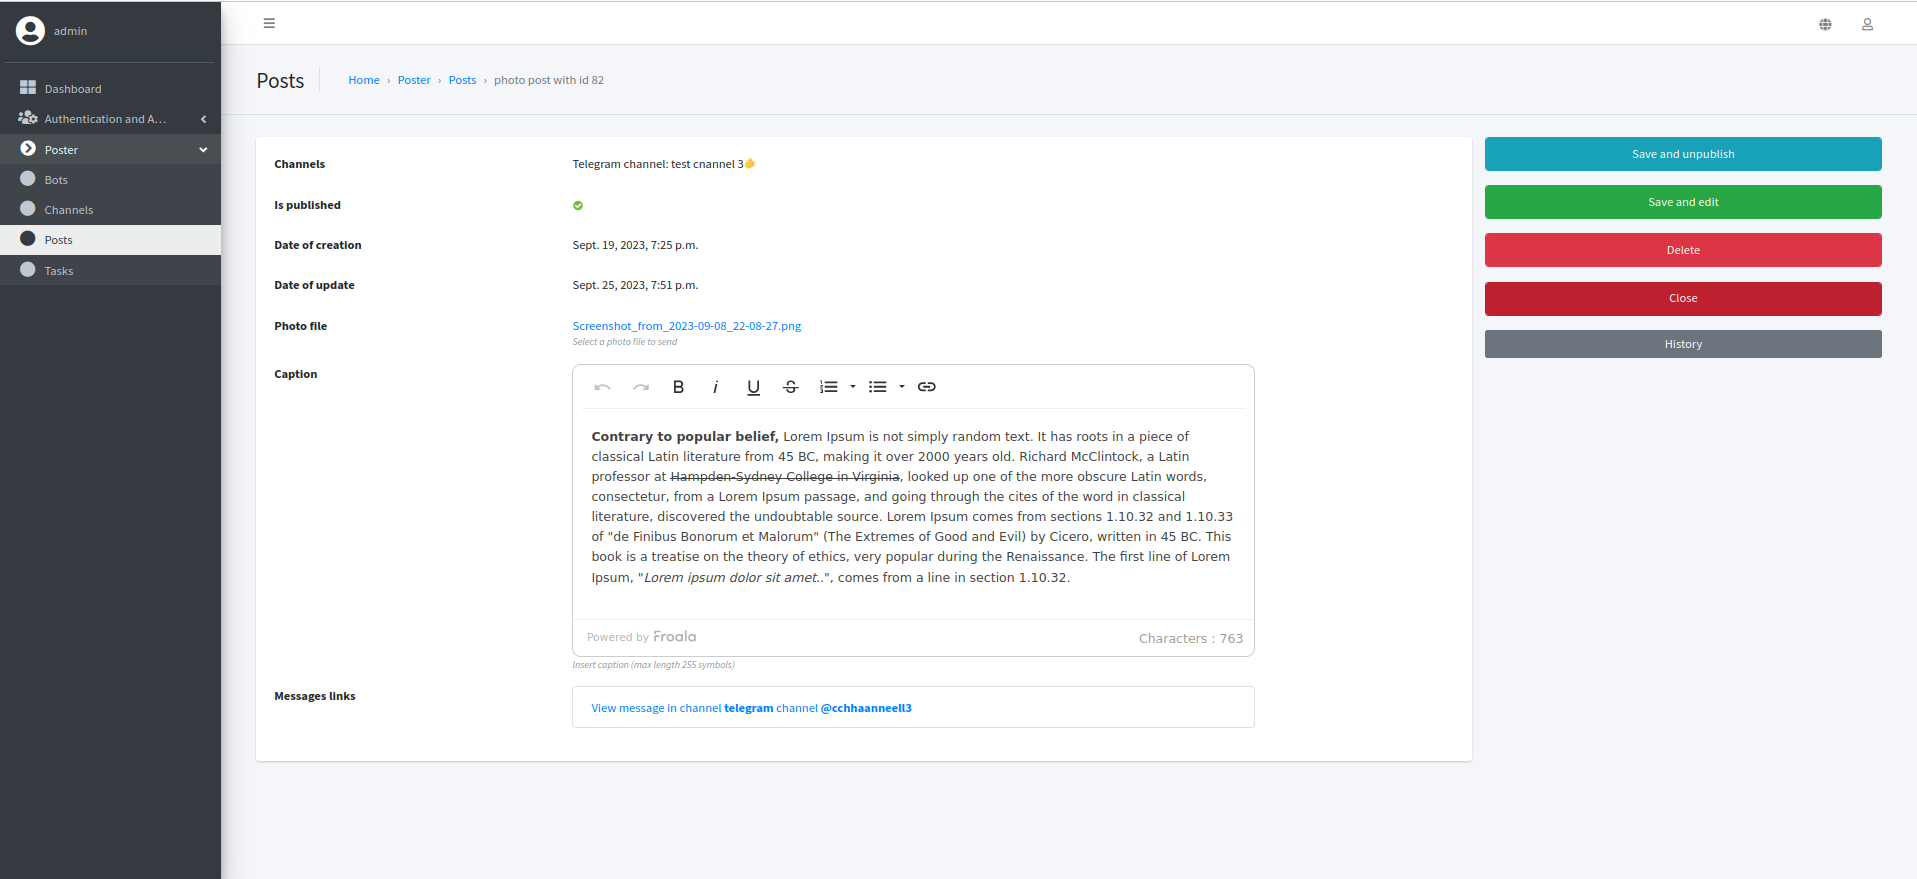 admin
Dashboard
Authentication and A...
Poster
Bots
Channels
Posts
Tasks
Posts
Home › Poster › Posts › photo post with id 82
Channels
Telegram channel: test cnannel 3
Is published
Date of creation
Sept. 19, 2023, 7:25 p.m.
Date of update
Sept. 25, 2023, 7:51 p.m.
Photo file
Screenshot_from_2023-09-08_22-08-27.png
Select a photo file to send
Caption
Contrary to popular belief, Lorem Ipsum is not simply random text. It has roots in a piece of
classical Latin literature from 45 BC, making it over 2000 years old. Richard McClintock, a Latin
professor at Hampden-Sydney College in Virginia, looked up one of the more obscure Latin words,
consectetur, from a Lorem Ipsum passage, and going through the cites of the word in classical
literature, discovered the undoubtable source. Lorem Ipsum comes from sections 1.10.32 and 1.10.33
of "de Finibus Bonorum et Malorum" (The Extremes of Good and Evil) by Cicero, written in 45 BC. This
book is a treatise on the theory of ethics, very popular during the Renaissance. The first line of Lorem
Ipsum, "Lorem ipsum dolor sit amet..", comes from a line in section 1.10.32.
Powered by Froala
Characters : 763
Insert caption (max length 255 symbols)
Messages links
View message in channel telegram channel @cchhaanneell3
Save and unpublish
Save and edit
Delete
Close
History